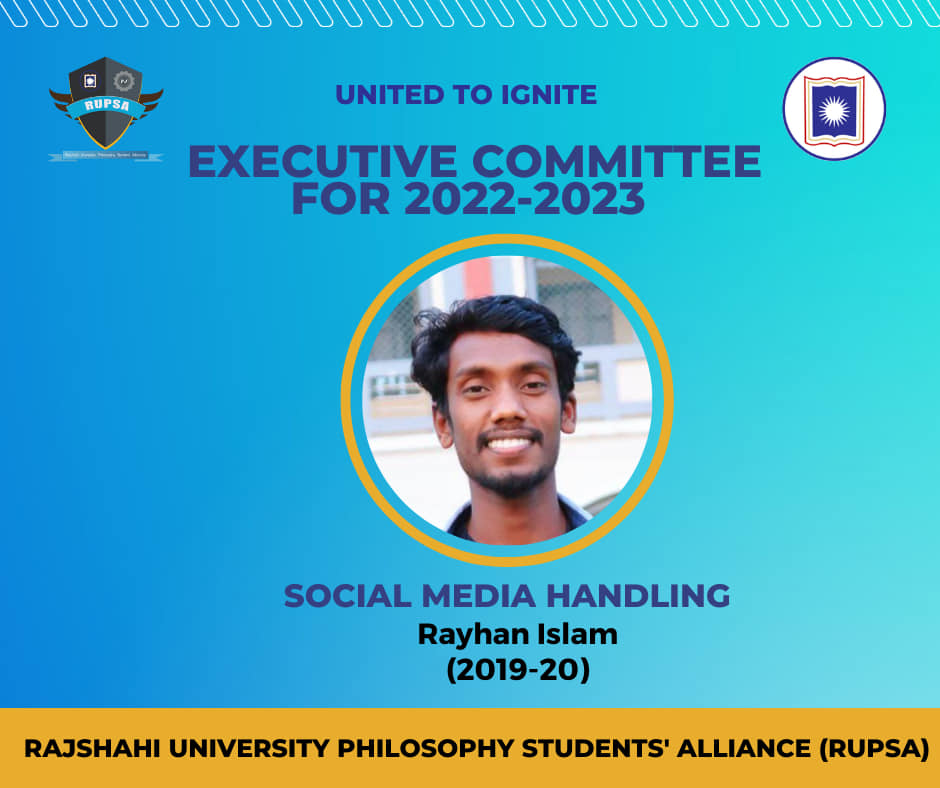 RUPSA
UNITED TO IGNITE
EXECUTIVE COMMITTEE
FOR 2022-2023
SOCIAL MEDIA HANDLING
Rayhan Islam
(2019-20)
RAJSHAHI UNIVERSITY PHILOSOPHY STUDENTS' ALLIANCE (RUPSA)